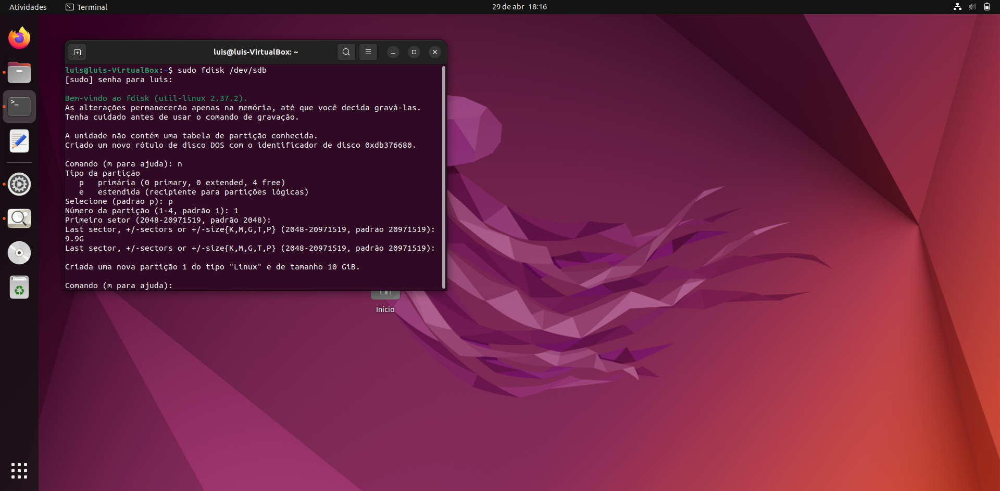 Atividades
Terminal
29 de abr 18:16
luis@luis-VirtualBox: ~
luis@luis-VirtualBox:~$ sudo fdisk /dev/sdb
[sudo] senha para luis:
Bem-vindo ao fdisk (util-linux 2.37.2).
As alterações permanecerão apenas na memória, até que você decida gravá-las.
Tenha cuidado antes de usar o comando de gravação.
A unidade não contém uma tabela de partição conhecida.
Criado um novo rótulo de disco DOS com o identificador de disco 0xdb376680.
Comando (m para ajuda): n
Tipo da partição
p   primária (0 primary, 0 extended, 4 free)
e   estendida (recipiente para partições lógicas)
Selecione (padrão p): p
Número da partição (1-4, padrão 1): 1
Primeiro setor (2048-20971519, padrão 2048):
Last sector, +/-sectors or +/-size{K,M,G,T,P} (2048-20971519, padrão 20971519):
9.9G
Last sector, +/-sectors or +/-size{K,M,G,T,P} (2048-20971519, padrão 20971519):
Criada uma nova partição 1 do tipo "Linux" e de tamanho 10 GiB.
Comando (m para ajuda):
Início